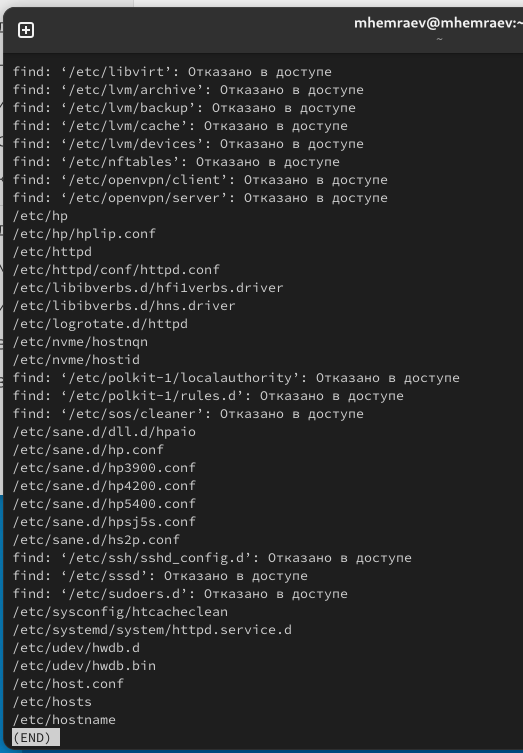 mhemraev@mhemraev:~
~
find: ‘/etc/libvirt’: Отказано в доступе
find: ‘/etc/lvm/archive’: Отказано в доступе
find: ‘/etc/lvm/backup’: Отказано в доступе
find: ‘/etc/lvm/cache’: Отказано в доступе
find: ‘/etc/lvm/devices’: Отказано в доступе
find: ‘/etc/nftables’: Отказано в доступе
find: ‘/etc/openvpn/client’: Отказано в доступе
find: ‘/etc/openvpn/server’: Отказано в доступе
/etc/hp
/etc/hp/hplip.conf
/etc/httpd
/etc/httpd/conf/httpd.conf
/etc/libibverbs.d/hfi1verbs.driver
/etc/libibverbs.d/hns.driver
/etc/logrotate.d/httpd
/etc/nvme/hostnqn
/etc/nvme/hostid
find: ‘/etc/polkit-1/localauthority’: Отказано в доступе
find: ‘/etc/polkit-1/rules.d’: Отказано в доступе
find: ‘/etc/sos/cleaner’: Отказано в доступе
/etc/sane.d/dll.d/hpaio
/etc/sane.d/hp.conf
/etc/sane.d/hp3900.conf
/etc/sane.d/hp4200.conf
/etc/sane.d/hp5400.conf
/etc/sane.d/hpsj5s.conf
/etc/sane.d/hs2p.conf
find: ‘/etc/ssh/sshd_config.d’: Отказано в доступе
find: ‘/etc/sssd’: Отказано в доступе
find: ‘/etc/sudoers.d’: Отказано в доступе
/etc/sysconfig/htcacheclean
/etc/systemd/system/httpd.service.d
/etc/udev/hwdb.d
/etc/udev/hwdb.bin
/etc/host.conf
/etc/hosts
/etc/hostname
(END)